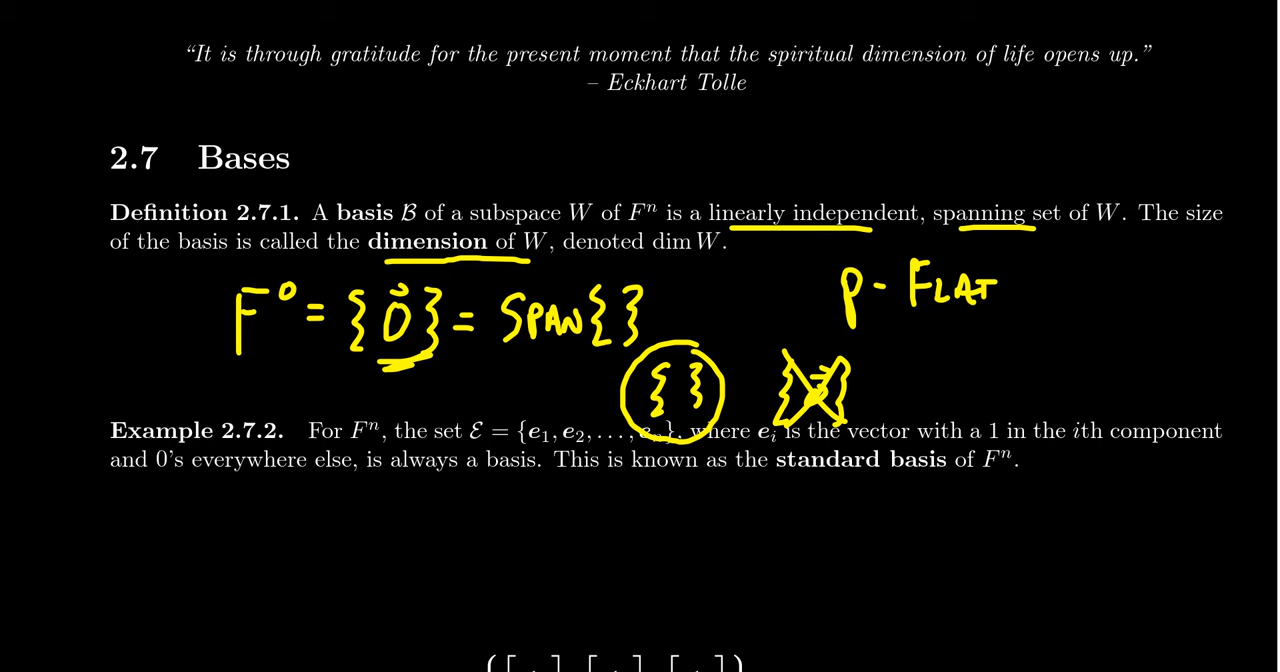 “It is through gratitude for the present moment that the spiritual dimension of life opens up.”
– Eckhart Tolle
2.7 Bases
Definition 2.7.1. A basis ℬ of a subspace W of Fⁿ is a linearly independent, spanning set of W. The size
of the basis is called the dimension of W, denoted dim W.
P - FLAT
F⁰ = {0⃗} = SPAN{ }
{ }
Example 2.7.2. For Fⁿ, the set ℰ = {e₁, e₂, . . . , eₙ}, where eᵢ is the vector with a 1 in the ith component
and 0’s everywhere else, is always a basis. This is known as the standard basis of Fⁿ.